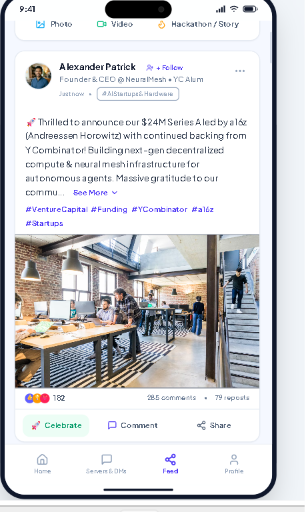 9:41
Photo Video Hackathon / Story
Alexander Patrick + Follow
Founder & CEO @ NeuralMesh • YC Alum
Just now • #AIStartups & Hardware
🚀 Thrilled to announce our $24M Series A led by a16z
(Andreessen Horowitz) with continued backing from
Y Combinator! Building next-gen decentralized
compute & neural mesh infrastructure for
autonomous agents. Massive gratitude to our
commu... See More
#VentureCapital #Funding #YCombinator #a16z
#Startups
182 285 comments • 79 reposts
🚀 Celebrate Comment Share
Home Servers & DMs Feed Profile